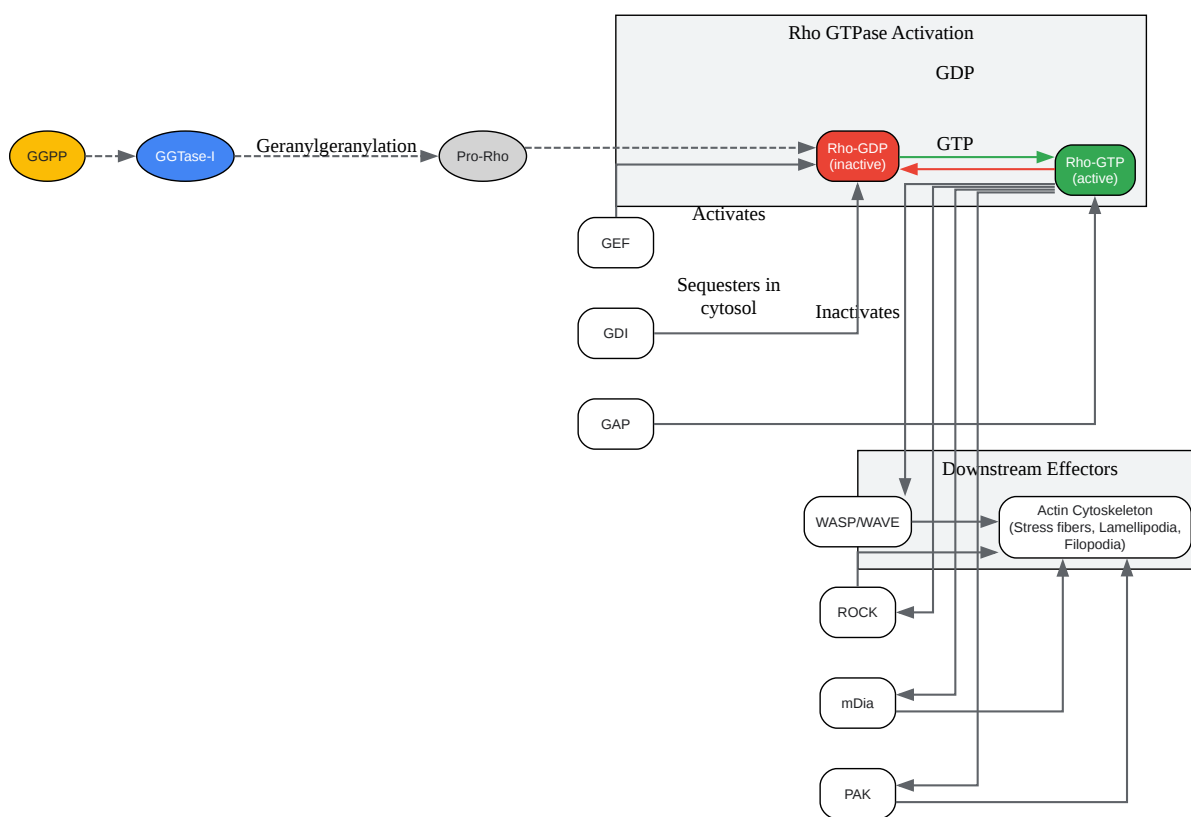 Rho GTPase Activation
GDP
GGPP
GGTase-I
Geranylgeranylation
Pro-Rho
Rho-GDP
(inactive)
GTP
Rho-GTP
(active)
Activates
GEF
Sequesters in
cytosol
Inactivates
GDI
GAP
Downstream Effectors
WASP/WAVE
Actin Cytoskeleton
(Stress fibers, Lamellipodia,
Filopodia)
ROCK
mDia
PAK